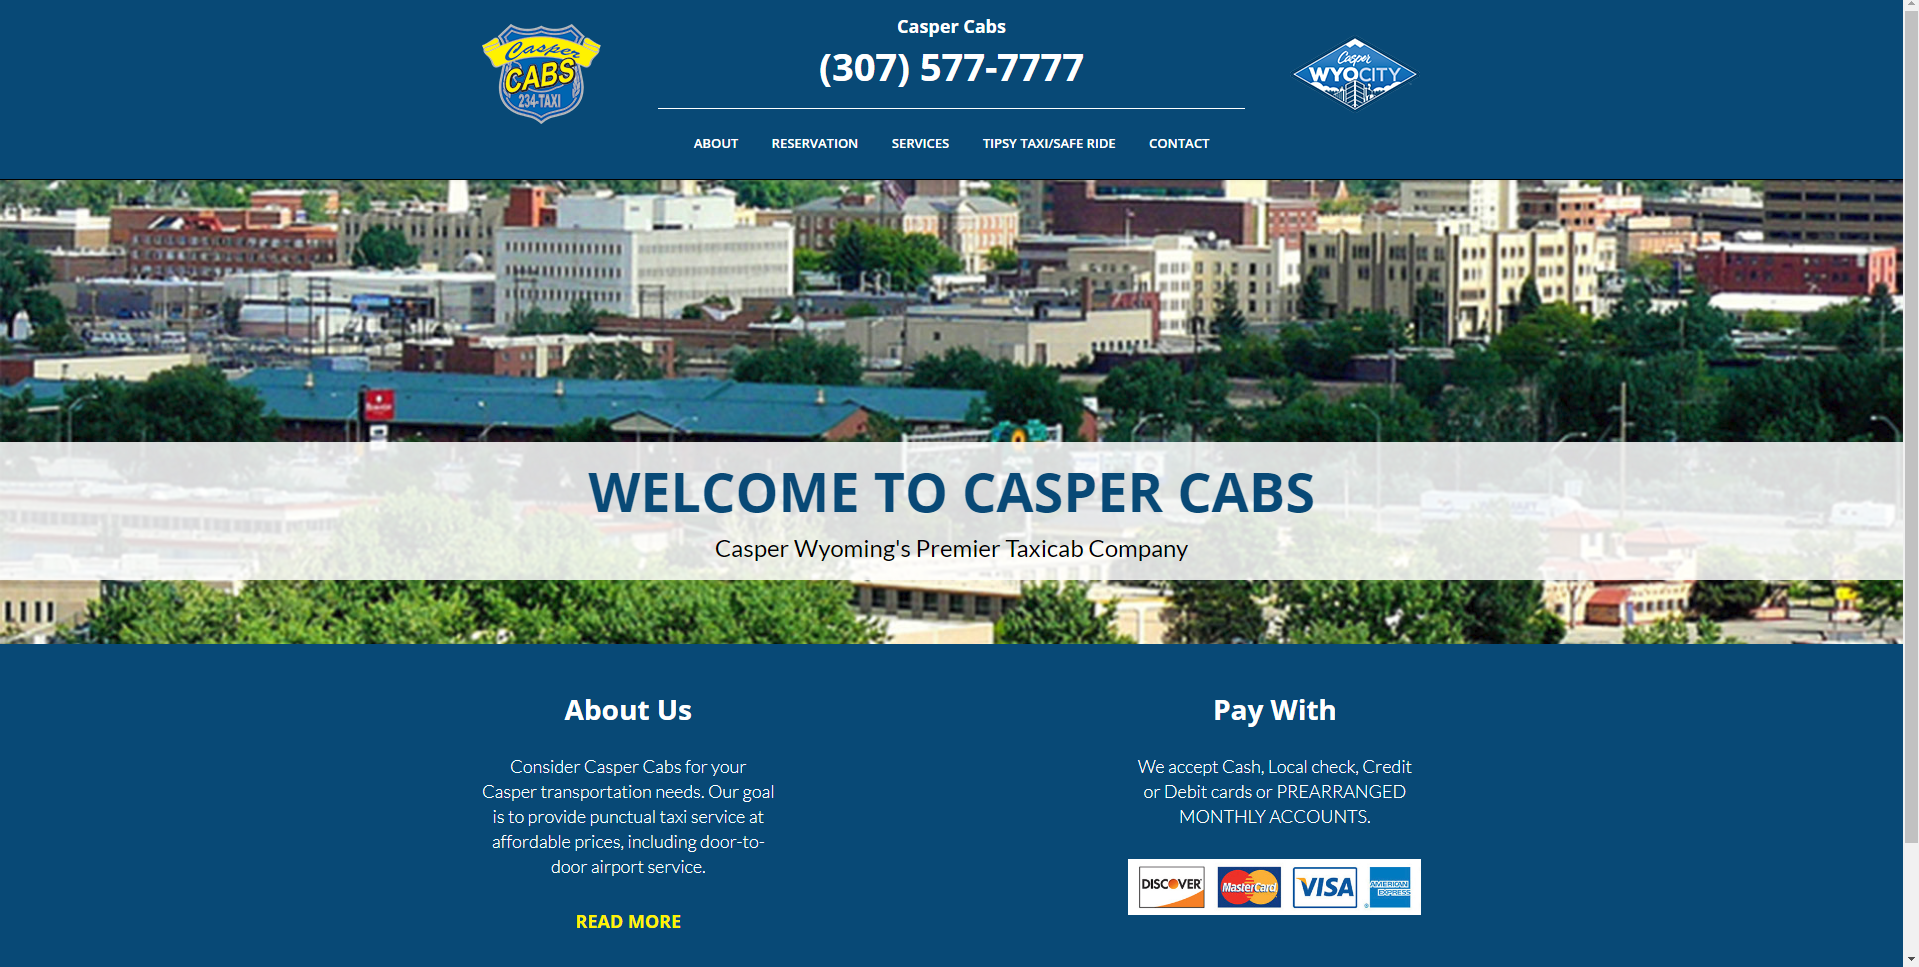 Casper
CABS
234-TAXI
Casper Cabs
(307) 577-7777
Casper
WYOCITY
ABOUT
RESERVATION
SERVICES
TIPSY TAXI/SAFE RIDE
CONTACT
WELCOME TO CASPER CABS
Casper Wyoming's Premier Taxicab Company
About Us
Consider Casper Cabs for your
Casper transportation needs. Our goal
is to provide punctual taxi service at
affordable prices, including door-to-
door airport service.
READ MORE
Pay With
We accept Cash, Local check, Credit
or Debit cards or PREARRANGED
MONTHLY ACCOUNTS.
DISCOVER
MasterCard
VISA
AMERICAN
EXPRESS